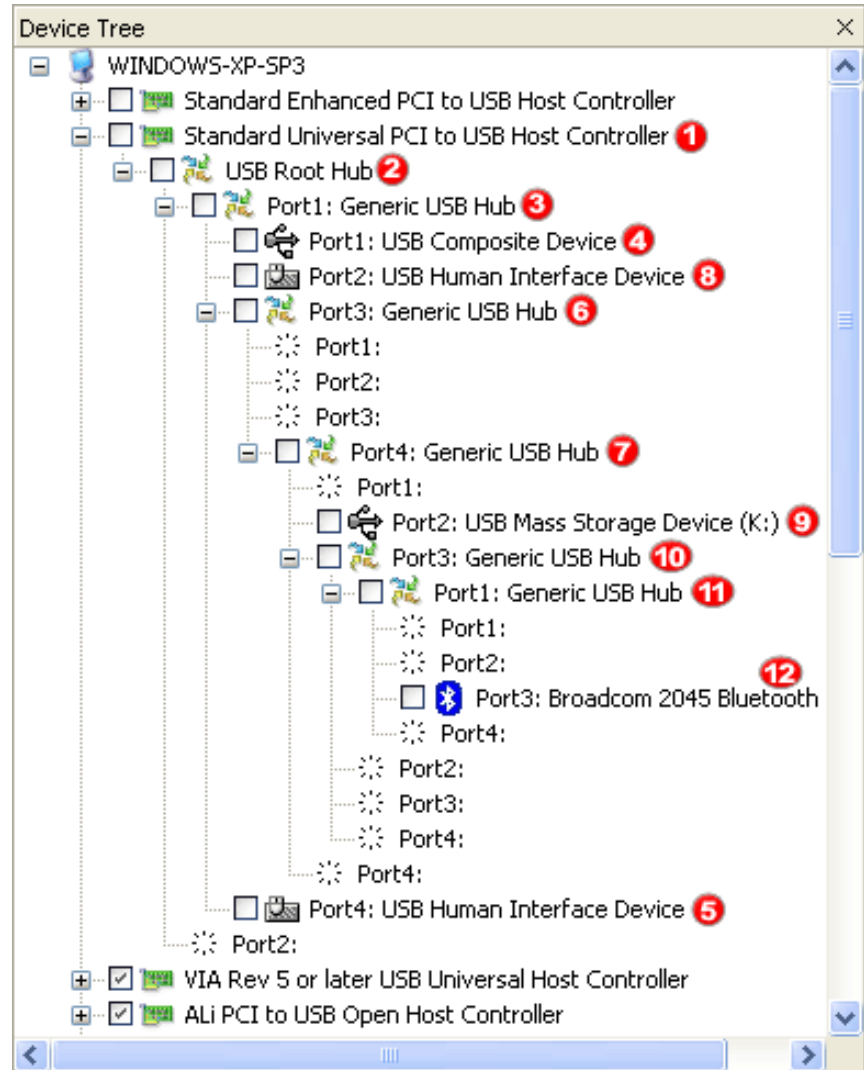 Device Tree
WINDOWS-XP-SP3
Standard Enhanced PCI to USB Host Controller
Standard Universal PCI to USB Host Controller 1
USB Root Hub 2
Port1: Generic USB Hub 3
Port1: USB Composite Device 4
Port2: USB Human Interface Device 8
Port3: Generic USB Hub 6
Port1:
Port2:
Port3:
Port4: Generic USB Hub 7
Port1:
Port2: USB Mass Storage Device (K:) 9
Port3: Generic USB Hub 10
Port1: Generic USB Hub 11
Port1:
Port2:
12
Port3: Broadcom 2045 Bluetooth
Port4:
Port2:
Port3:
Port4:
Port4:
Port4: USB Human Interface Device 5
Port2:
VIA Rev 5 or later USB Universal Host Controller
ALi PCI to USB Open Host Controller